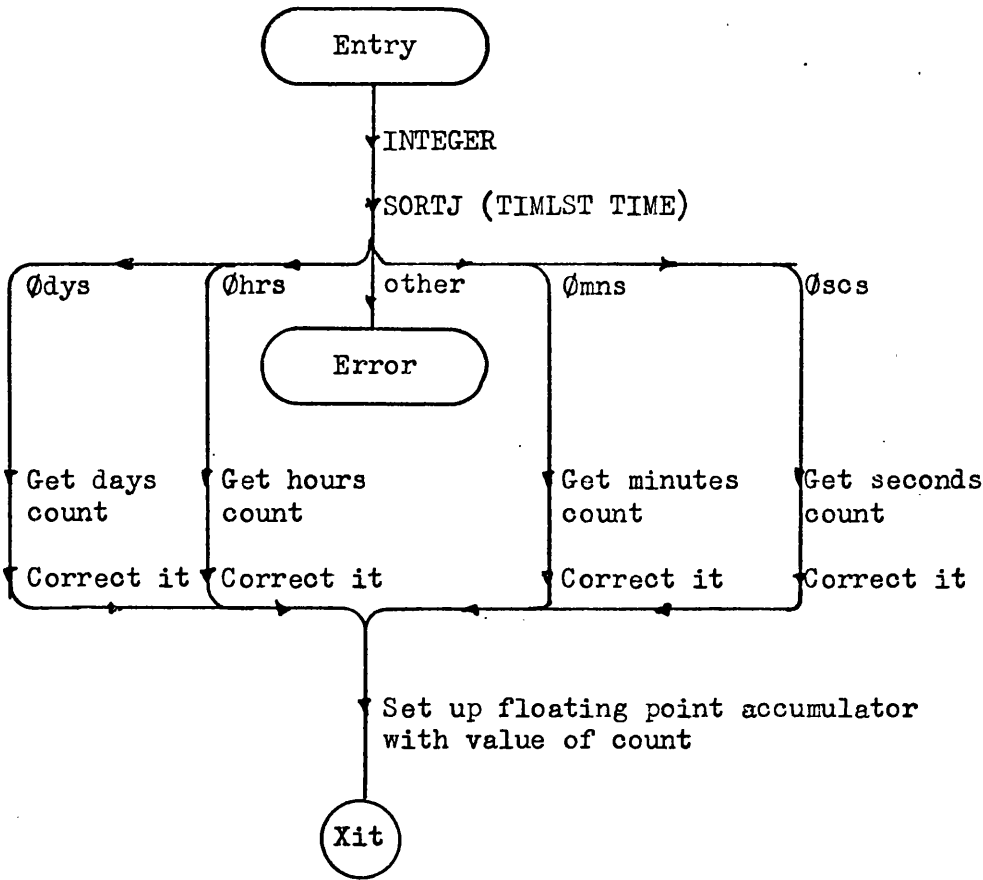 Entry
INTEGER
SORTJ (TIMLST TIME)
Ødys
Øhrs
other
Ømns
Øscs
Error
Get days
count
Get hours
count
Get minutes
count
Get seconds
count
Correct it
Correct it
Correct it
Correct it
Set up floating point accumulator
with value of count
Xit